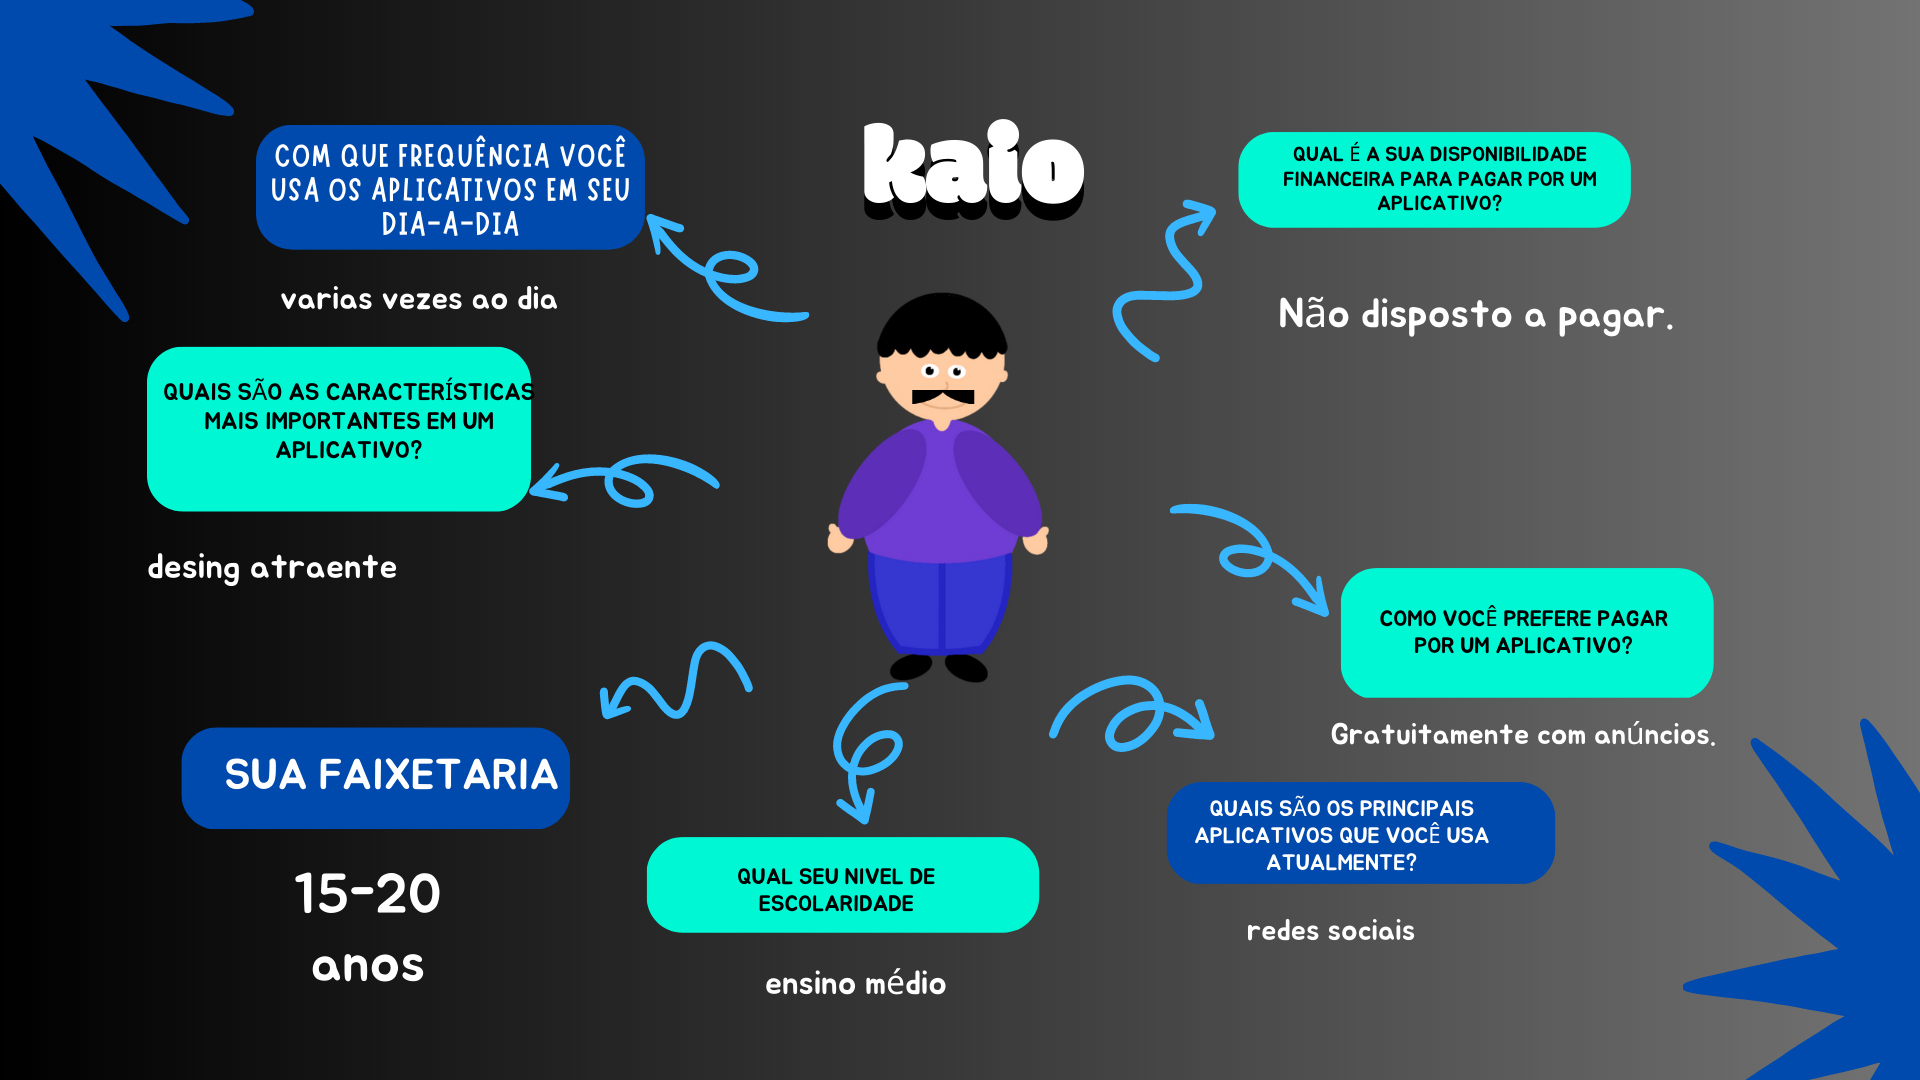 kaio
COM QUE FREQUÊNCIA VOCÊ
USA OS APLICATIVOS EM SEU
DIA-A-DIA
varias vezes ao dia
QUAIS SÃO AS CARACTERÍSTICAS
MAIS IMPORTANTES EM UM
APLICATIVO?
desing atraente
SUA FAIXETARIA
15-20
anos
QUAL SEU NIVEL DE
ESCOLARIDADE
ensino médio
QUAL É A SUA DISPONIBILIDADE
FINANCEIRA PARA PAGAR POR UM
APLICATIVO?
Não disposto a pagar.
COMO VOCÊ PREFERE PAGAR
POR UM APLICATIVO?
Gratuitamente com anúncios.
QUAIS SÃO OS PRINCIPAIS
APLICATIVOS QUE VOCÊ USA
ATUALMENTE?
redes sociais